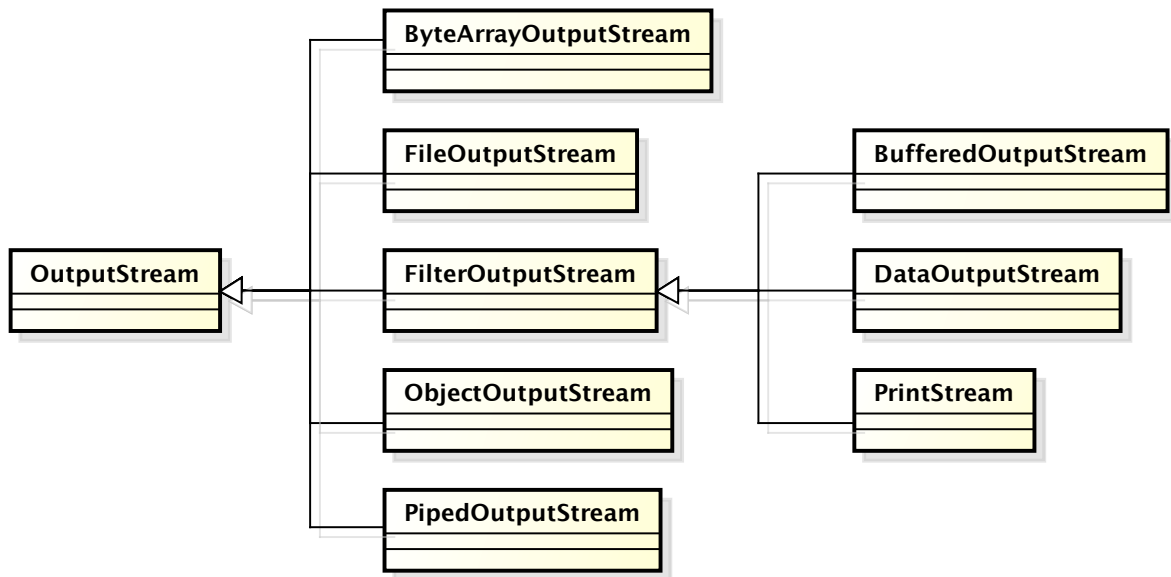 ByteArrayOutputStream
FileOutputStream
BufferedOutputStream
OutputStream
FilterOutputStream
DataOutputStream
ObjectOutputStream
PrintStream
PipedOutputStream